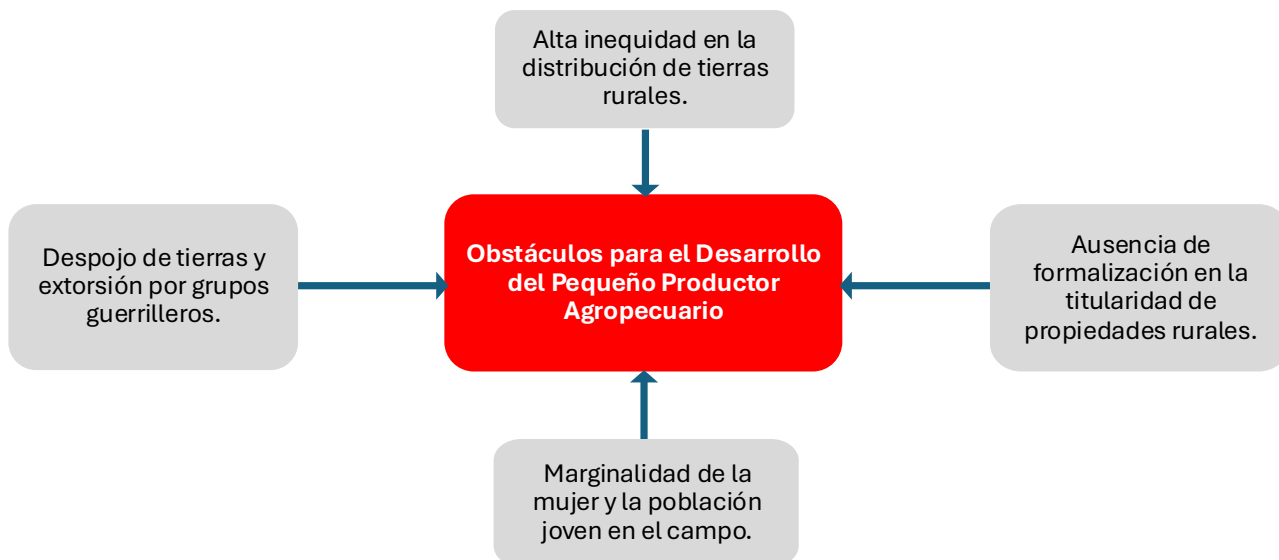 Alta inequidad en la
distribución de tierras
rurales.
Despojo de tierras y
extorsión por grupos
guerrilleros.
Obstáculos para el Desarrollo
del Pequeño Productor
Agropecuario
Ausencia de
formalización en la
titularidad de
propiedades rurales.
Marginalidad de la
mujer y la población
joven en el campo.